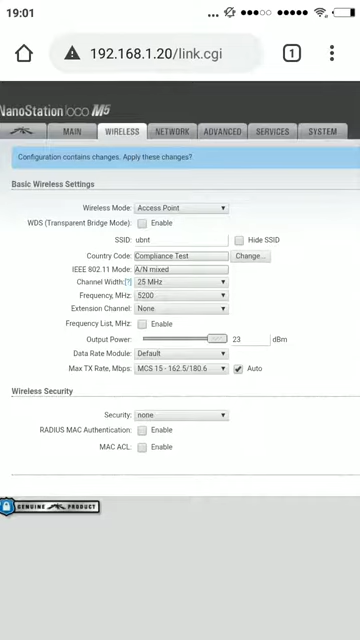 19:01
192.168.1.20/link.cgi
1
NanoStation loco M5
MAIN WIRELESS NETWORK ADVANCED SERVICES SYSTEM
Configuration contains changes. Apply these changes?
Basic Wireless Settings
Wireless Mode: Access Point
WDS (Transparent Bridge Mode): Enable
SSID: ubnt Hide SSID
Country Code: Compliance Test Change...
IEEE 802.11 Mode: A/N mixed
Channel Width:[?] 25 MHz
Frequency, MHz: 5200
Extension Channel: None
Frequency List, MHz: Enable
Output Power: 23 dBm
Data Rate Module: Default
Max TX Rate, Mbps: MCS 15 - 162.5/180.6 Auto
Wireless Security
Security: none
RADIUS MAC Authentication: Enable
MAC ACL: Enable
GENUINE PRODUCT